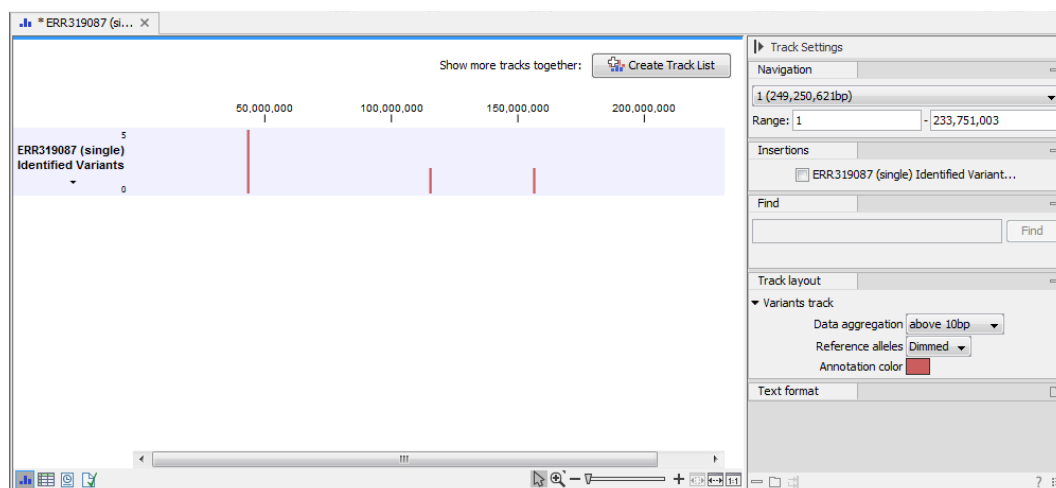 * ERR319087 (si...
Show more tracks together:
Create Track List
50,000,000 100,000,000 150,000,000 200,000,000
5
ERR319087 (single)
Identified Variants
0
Track Settings
Navigation
1 (249,250,621bp)
Range: 1 - 233,751,003
Insertions
ERR319087 (single) Identified Variant...
Find
Find
Track layout
Variants track
Data aggregation above 10bp
Reference alleles Dimmed
Annotation color
Text format
1:1
?